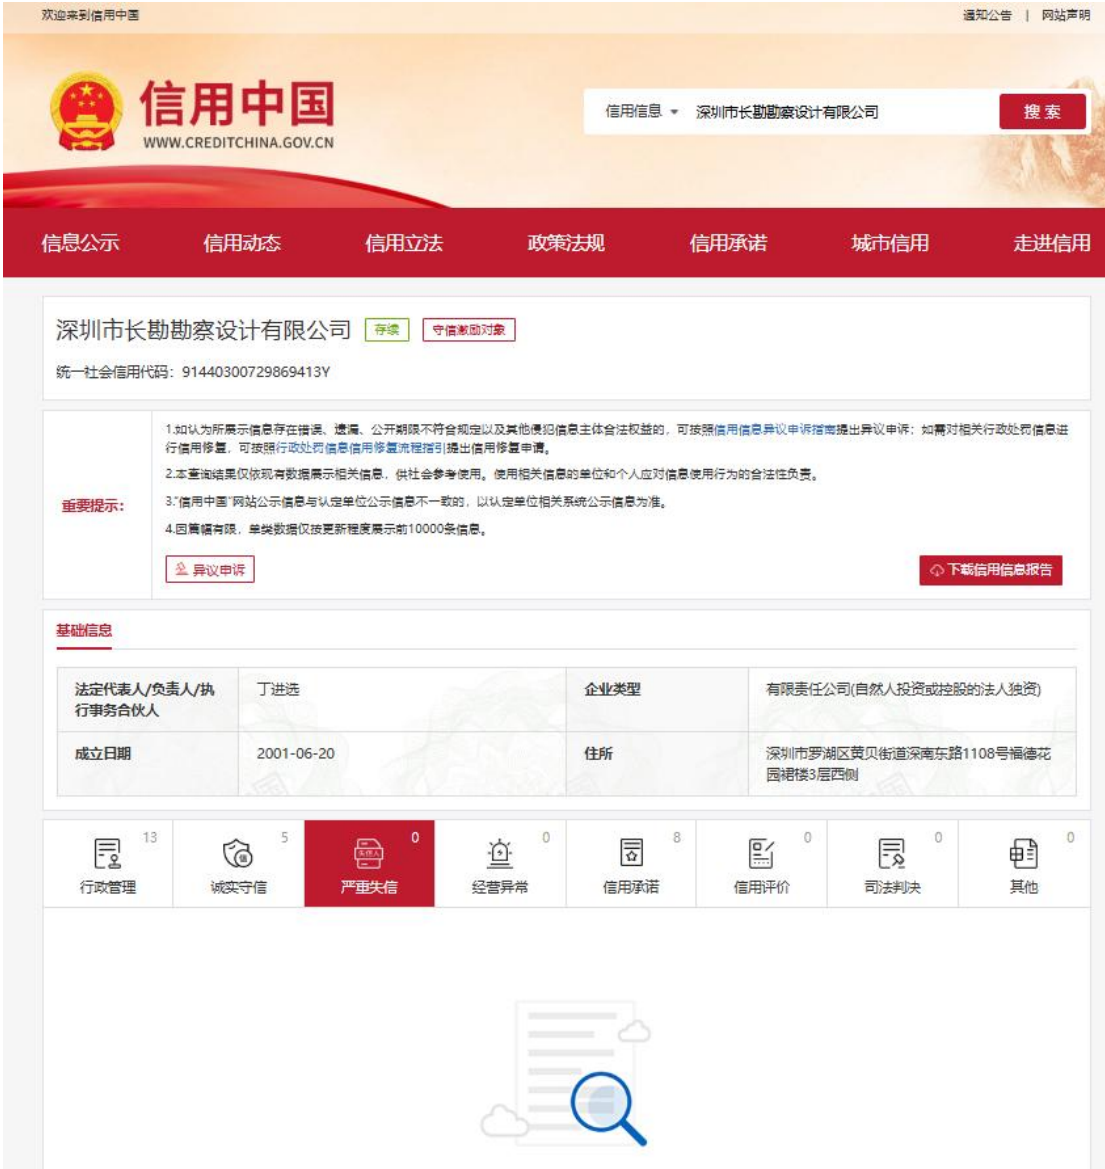 欢迎来到信用中国
通知公告 | 网站声明
信用中国
WWW.CREDITCHINA.GOV.CN
信用信息 深圳市长勘勘察设计有限公司 搜索
信息公示 信用动态 信用立法 政策法规 信用承诺 城市信用 走进信用
深圳市长勘勘察设计有限公司 存续 守信激励对象
统一社会信用代码：91440300729869413Y
重要提示：
1.如认为所展示信息存在错误、遗漏、公开期限不符合规定以及其他侵犯信息主体合法权益的，可按照信用信息异议申诉指南提出异议申诉；如需对相关行政处罚信息进
行信用修复，可按照行政处罚信息信用修复流程指引提出信用修复申请。
2.本查询结果仅依现有数据展示相关信息，供社会参考使用。使用相关信息的单位和个人应对信息使用行为的合法性负责。
3.“信用中国”网站公示信息与认定单位公示信息不一致的，以认定单位相关系统公示信息为准。
4.因篇幅有限，单类数据仅按更新程度展示前10000条信息。
异议申诉
下载信用信息报告
基础信息
法定代表人/负责人/执
行事务合伙人
丁进选
企业类型
有限责任公司(自然人投资或控股的法人独资)
成立日期
2001-06-20
住所
深圳市罗湖区黄贝街道深南东路1108号福德花
园裙楼3层西侧
13 5 0 0 8 0 0 0
行政管理 诚实守信 严重失信 经营异常 信用承诺 信用评价 司法判决 其他